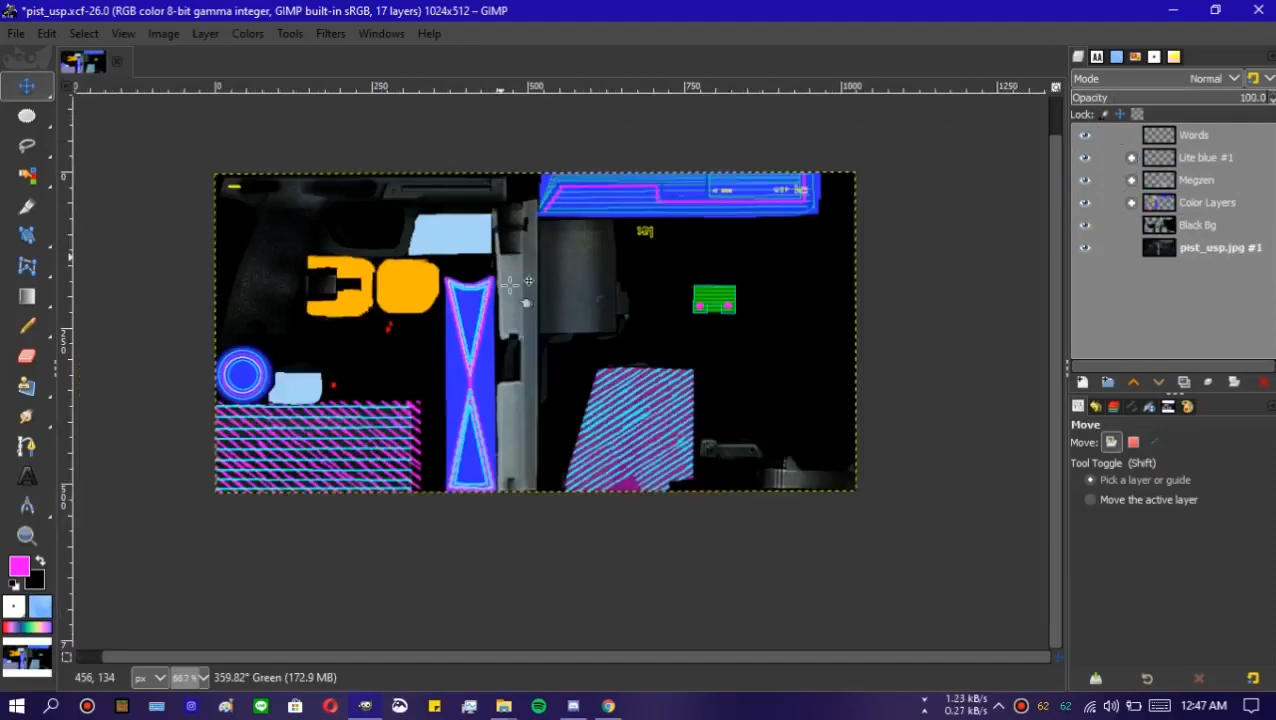 *pist_usp.xcf-26.0 (RGB color 8-bit gamma integer, GIMP built-in sRGB, 17 layers) 1024x512 – GIMP
File Edit Select View Image Layer Colors Tools Filters Windows Help
0 250 500 750 1000 1250
Mode Normal
Opacity 100.0
Lock:
Words
Lite blue #1
Megzen
Color Layers
Black Bg
pist_usp.jpg #1
Move
Move:
Tool Toggle (Shift)
Pick a layer or guide
Move the active layer
456, 134 px 66.7 % 359.82° Green (172.9 MB)
1.23 kB/s
0.27 kB/s
62 62
12:47 AM